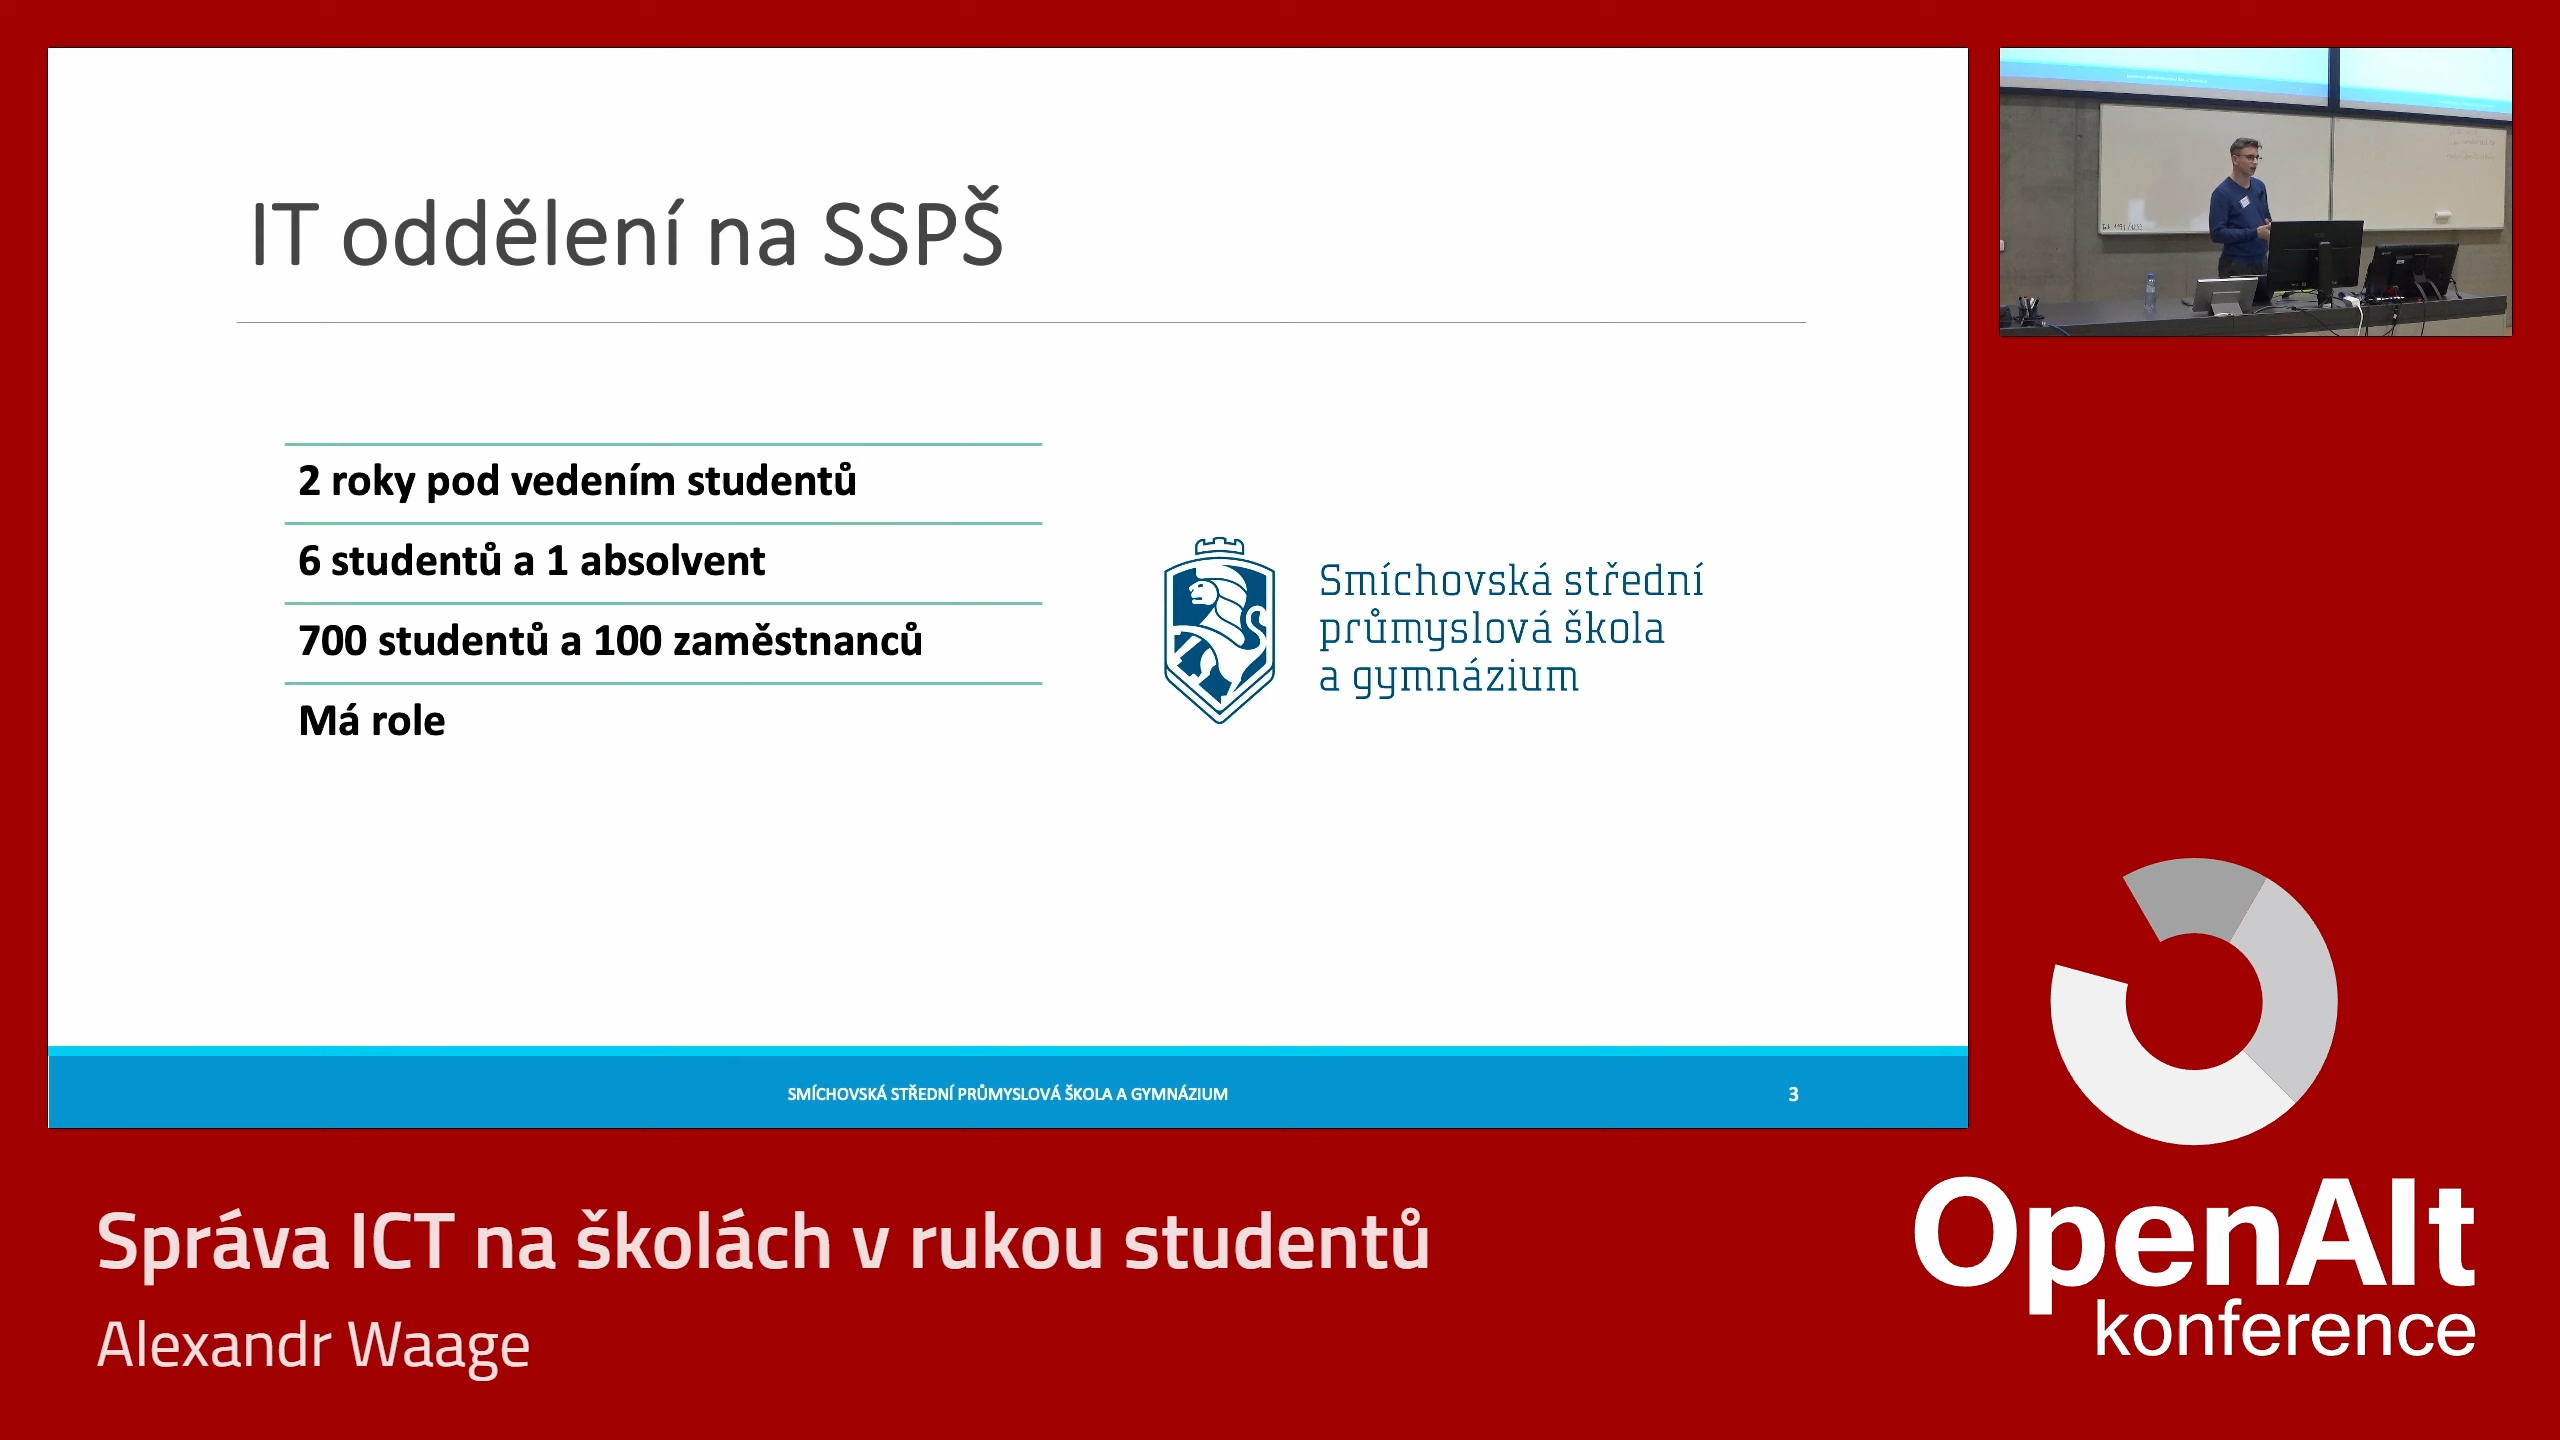 IT oddělení na SSPŠ
2 roky pod vedením studentů
6 studentů a 1 absolvent
700 studentů a 100 zaměstnanců
Má role
Smíchovská střední
průmyslová škola
a gymnázium
SMÍCHOVSKÁ STŘEDNÍ PRŮMYSLOVÁ ŠKOLA A GYMNÁZIUM
3
Správa ICT na školách v rukou studentů
Alexandr Waage
OpenAlt
konference